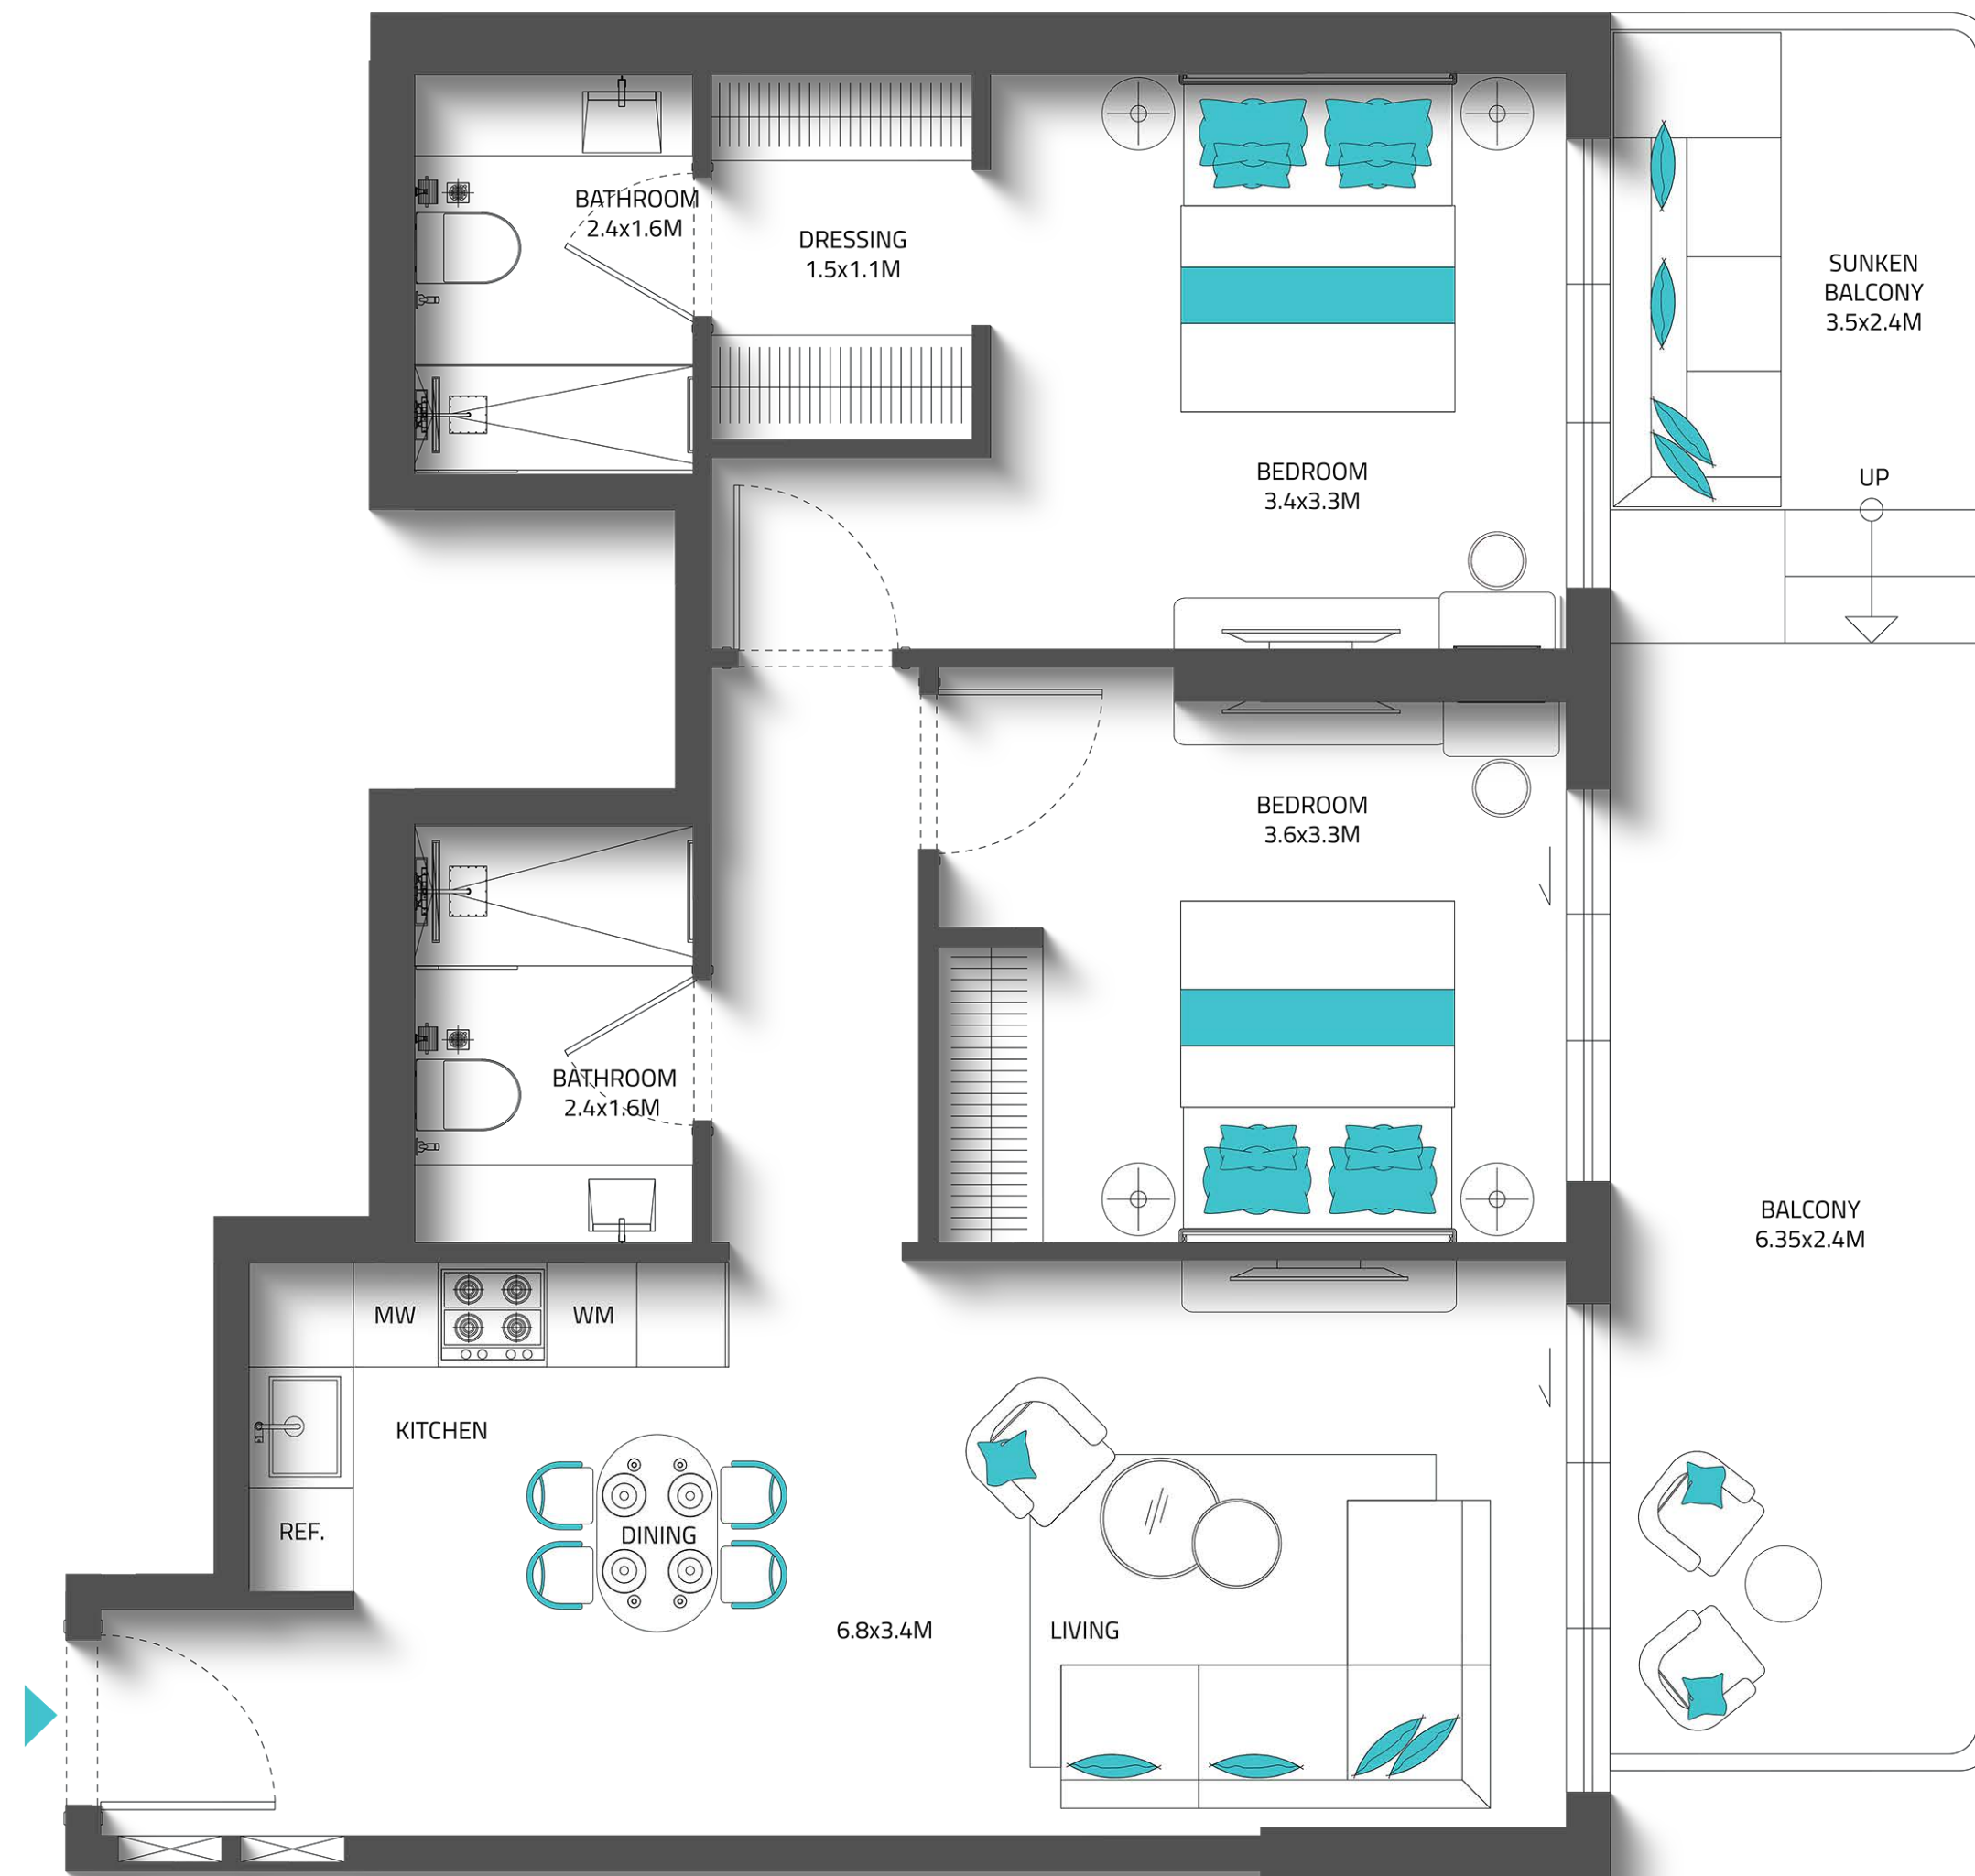 BATHROOM
2.4x1.6M
DRESSING
1.5x1.1M
SUNKEN
BALCONY
3.5x2.4M
BEDROOM
3.4x3.3M
UP
BEDROOM
3.6x3.3M
BATHROOM
2.4x1.6M
BALCONY
6.35x2.4M
MW
WM
KITCHEN
REF.
DINING
6.8x3.4M
LIVING